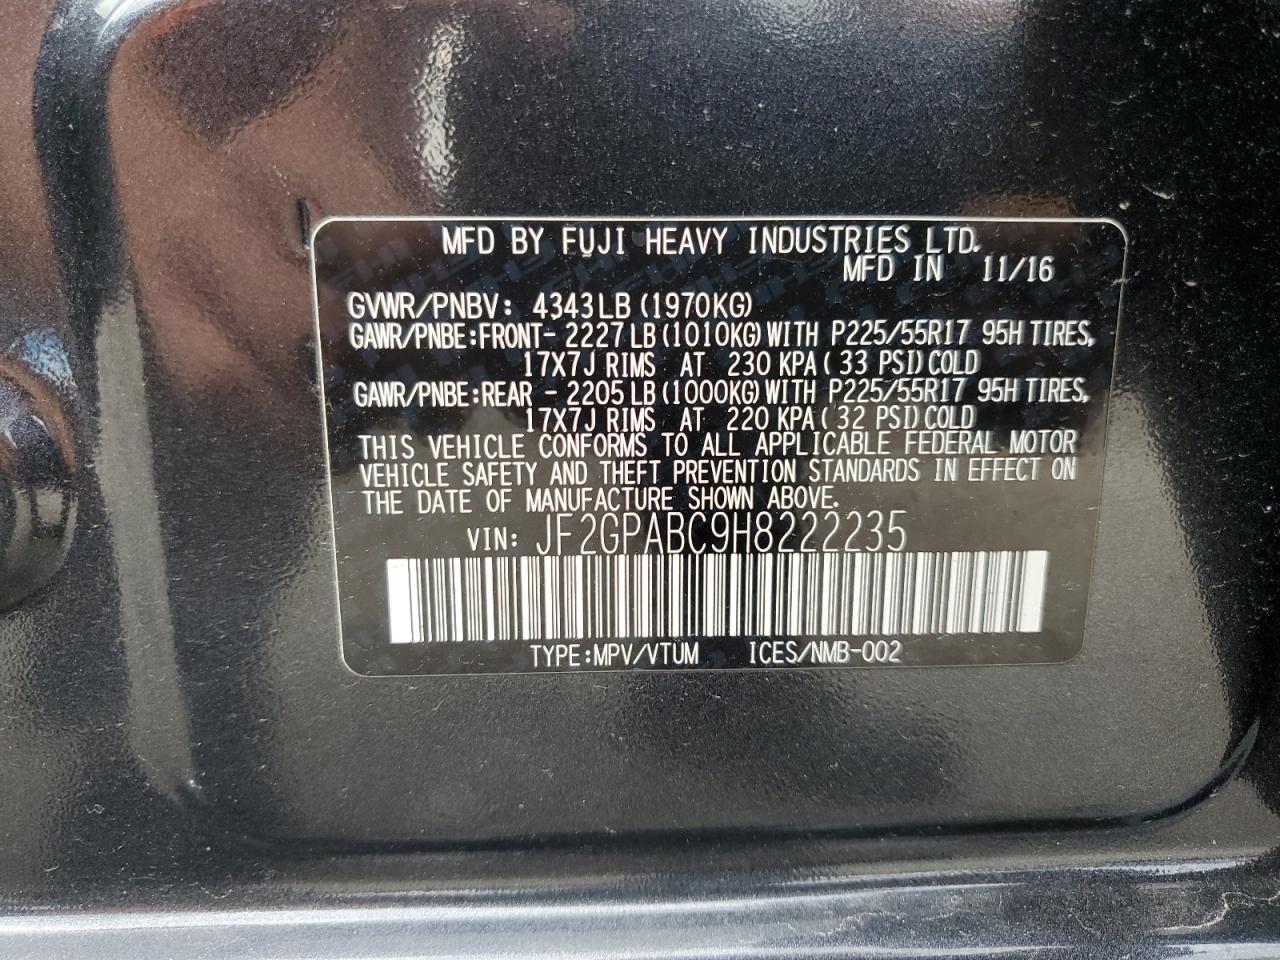 MFD BY FUJI HEAVY INDUSTRIES LTD.
MFD IN 11/16
GVWR/PNBV: 4343LB(1970KG)
GAWR/PNBE:FRONT- 2227LB(1010KG)WITH P225/55R17 95H TIRES,
17X7J RIMS AT 230 KPA( 33 PSI)COLD
GAWR/PNBE:REAR - 2205LB(1000KG)WITH P225/55R17 95H TIRES,
17X7J RIMS AT 220 KPA( 32 PSI)COLD
THIS VEHICLE CONFORMS TO ALL APPLICABLE FEDERAL MOTOR
VEHICLE SAFETY AND THEFT PREVENTION STANDARDS IN EFFECT ON
THE DATE OF MANUFACTURE SHOWN ABOVE.
VIN: JF2GPABC9H8222235
TYPE:MPV/VTUM ICES/NMB-002